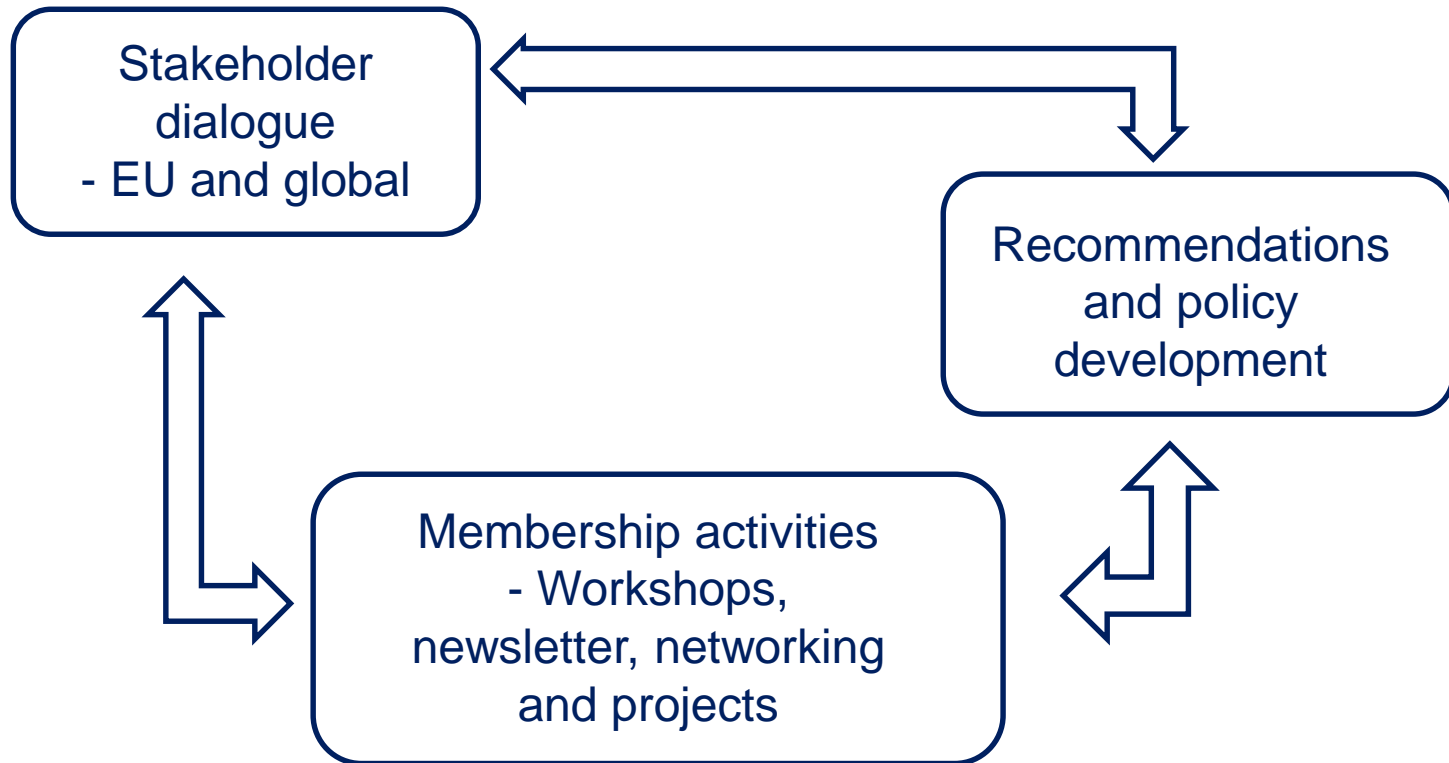 Stakeholder
dialogue
- EU and global
Recommendations
and policy
development
Membership activities
- Workshops,
newsletter, networking
and projects